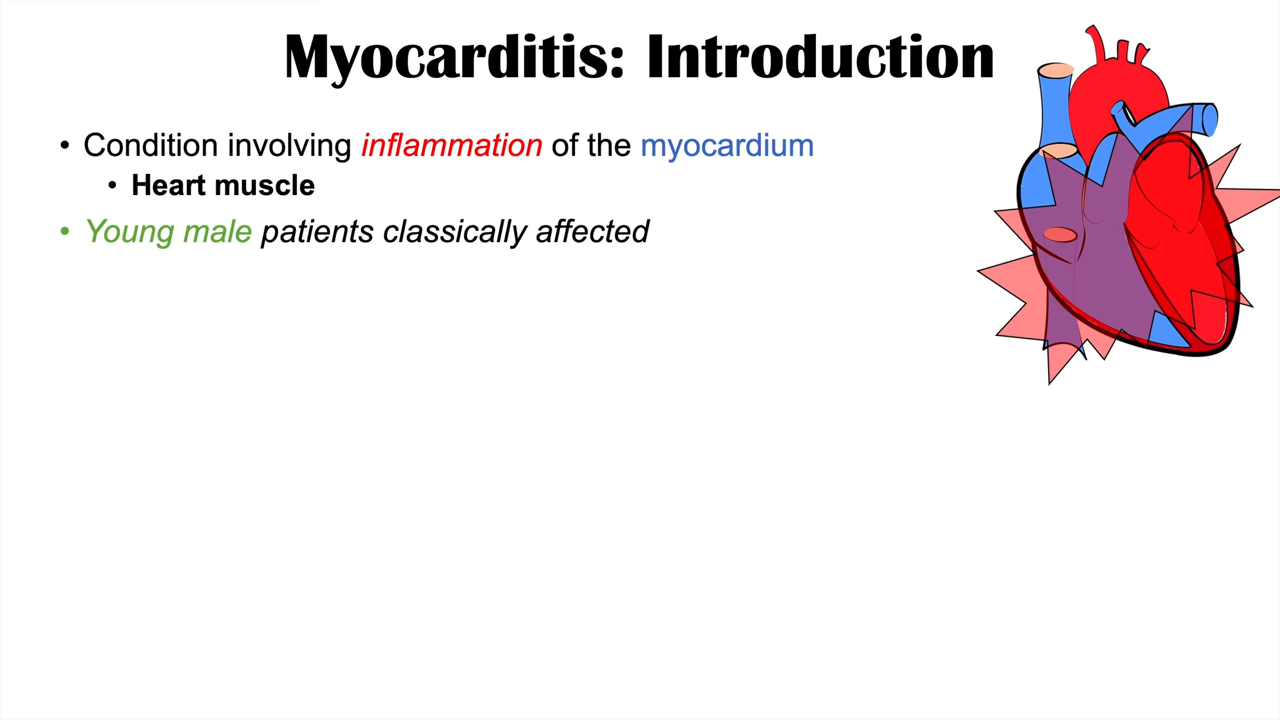 Myocarditis: Introduction
• Condition involving inflammation of the myocardium
• Heart muscle
• Young male patients classically affected